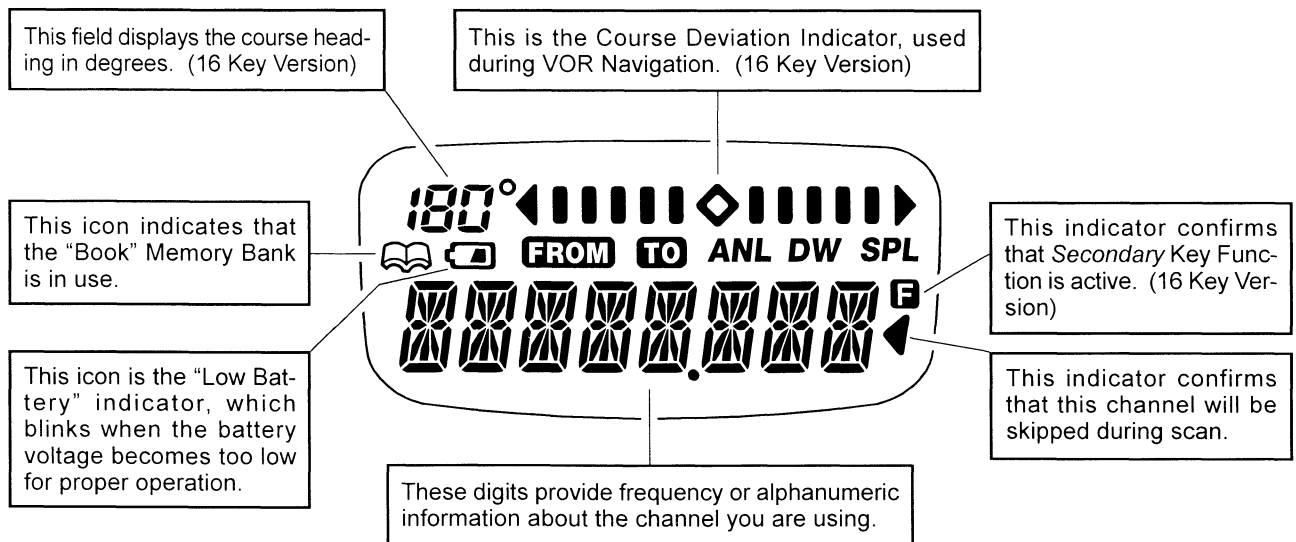 This field displays the course head-
ing in degrees. (16 Key Version)
This is the Course Deviation Indicator, used
during VOR Navigation. (16 Key Version)
This icon indicates that
the “Book” Memory Bank
is in use.
This icon is the “Low Bat-
tery” indicator, which
blinks when the battery
voltage becomes too low
for proper operation.
180°
FROM TO ANL DW SPL
F
This indicator confirms
that Secondary Key Func-
tion is active. (16 Key Ver-
sion)
This indicator confirms
that this channel will be
skipped during scan.
These digits provide frequency or alphanumeric
information about the channel you are using.